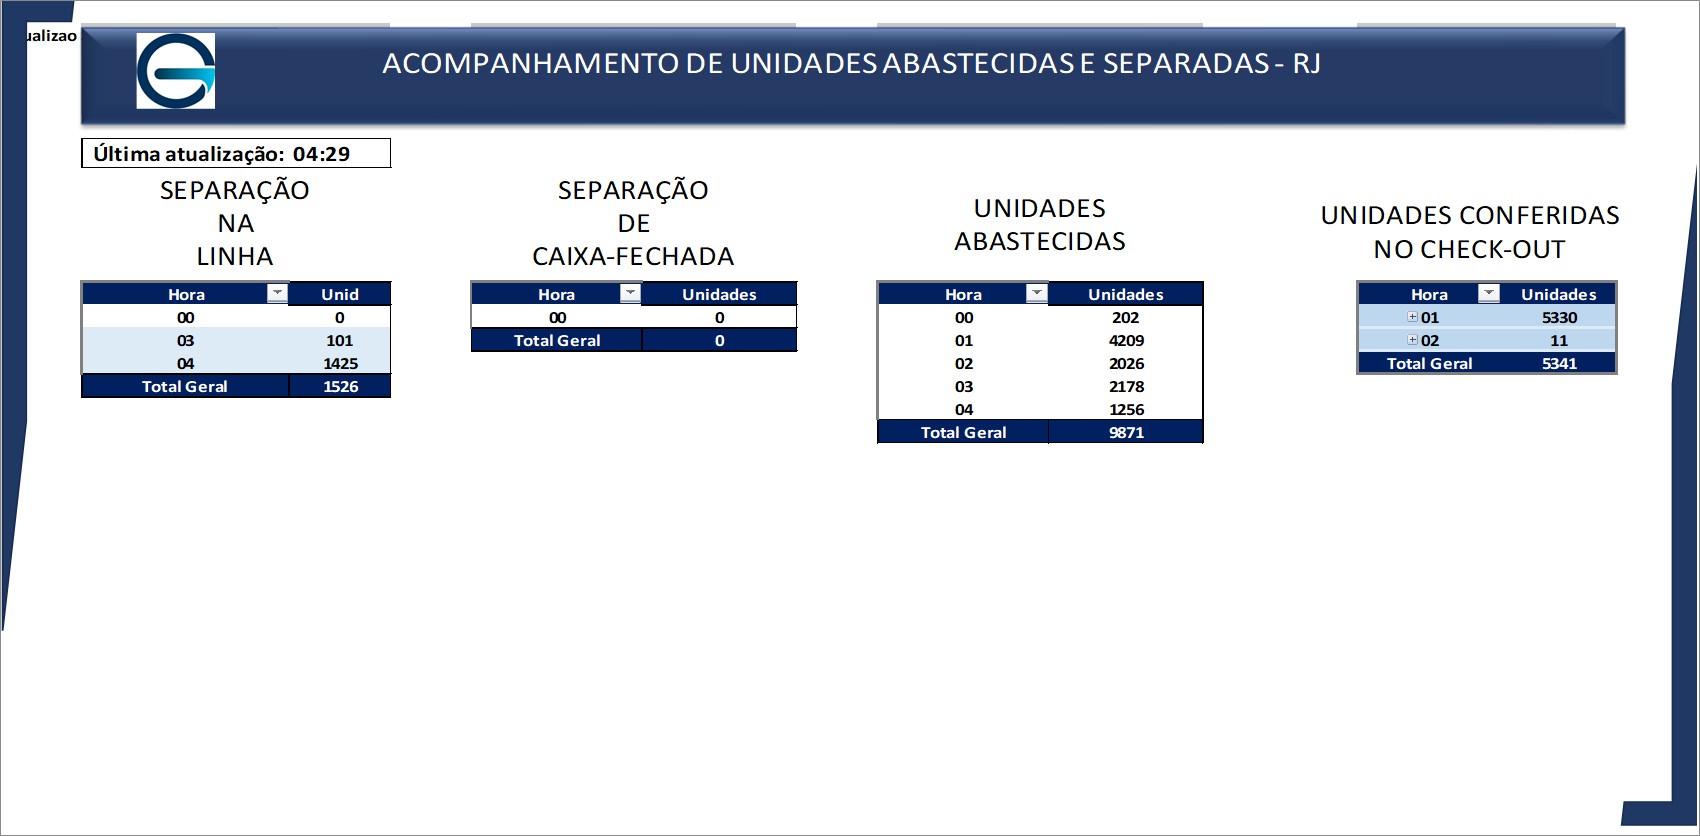 ualizao
ACOMPANHAMENTO DE UNIDADES ABASTECIDAS E SEPARADAS - RJ
Última atualização: 04:29
SEPARAÇÃO
NA
LINHA
Hora Unid
00 0
03 101
04 1425
Total Geral 1526
SEPARAÇÃO
DE
CAIXA-FECHADA
Hora Unidades
00 0
Total Geral 0
UNIDADES
ABASTECIDAS
Hora Unidades
00 202
01 4209
02 2026
03 2178
04 1256
Total Geral 9871
UNIDADES CONFERIDAS
NO CHECK-OUT
Hora Unidades
01 5330
02 11
Total Geral 5341